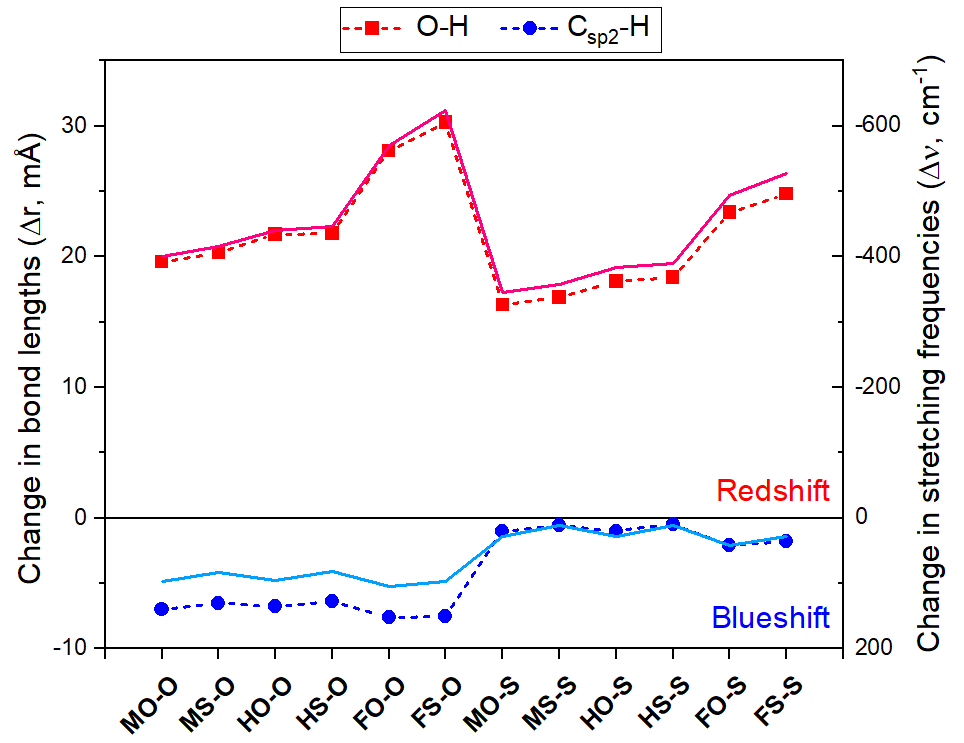 O-H Csp2-H
Change in bond lengths (Δr, mÅ)
30
20
10
0
-10
-600
-400
-200
0
200
Change in stretching frequencies (Δν, cm-1)
Redshift
Blueshift
MO-O MS-O HO-O HS-O FO-O FS-O MO-S MS-S HO-S HS-S FO-S FS-S